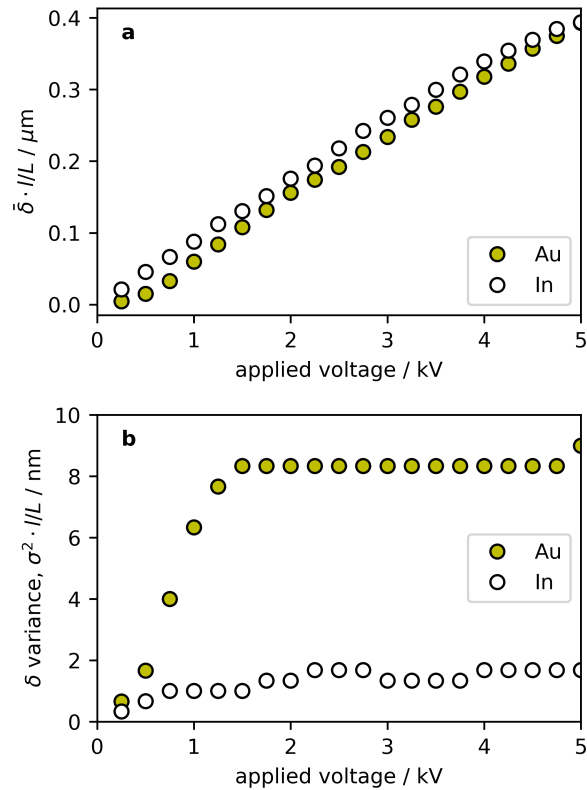 a
0.4
0.3
0.2
0.1
0.0
δ̄ · l/L / μm
0 1 2 3 4 5
applied voltage / kV
Au
In
b
10
8
6
4
2
0
δ variance, σ² · l/L / nm
0 1 2 3 4 5
applied voltage / kV
Au
In